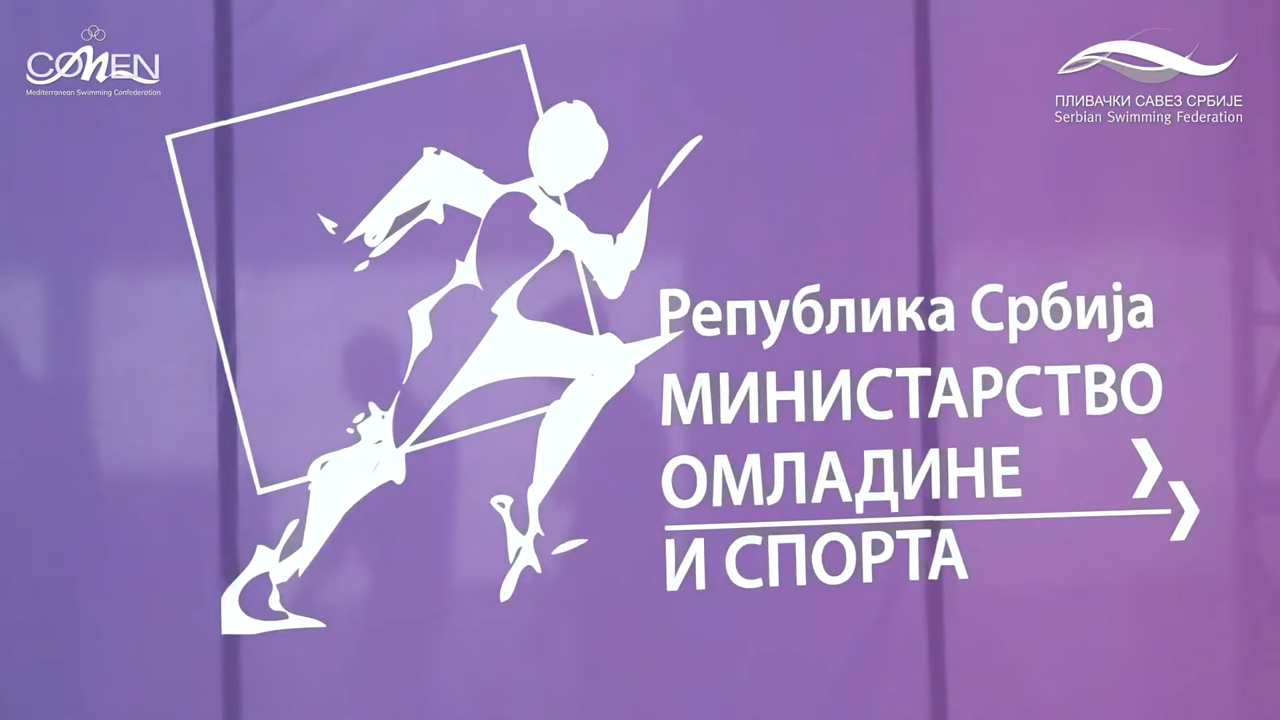 COMEN
Mediterranean Swimming Confederation
ПЛИВАЧКИ САВЕЗ СРБИЈЕ
Serbian Swimming Federation
Република Србија
МИНИСТАРСТВО
ОМЛАДИНЕ
И СПОРТА